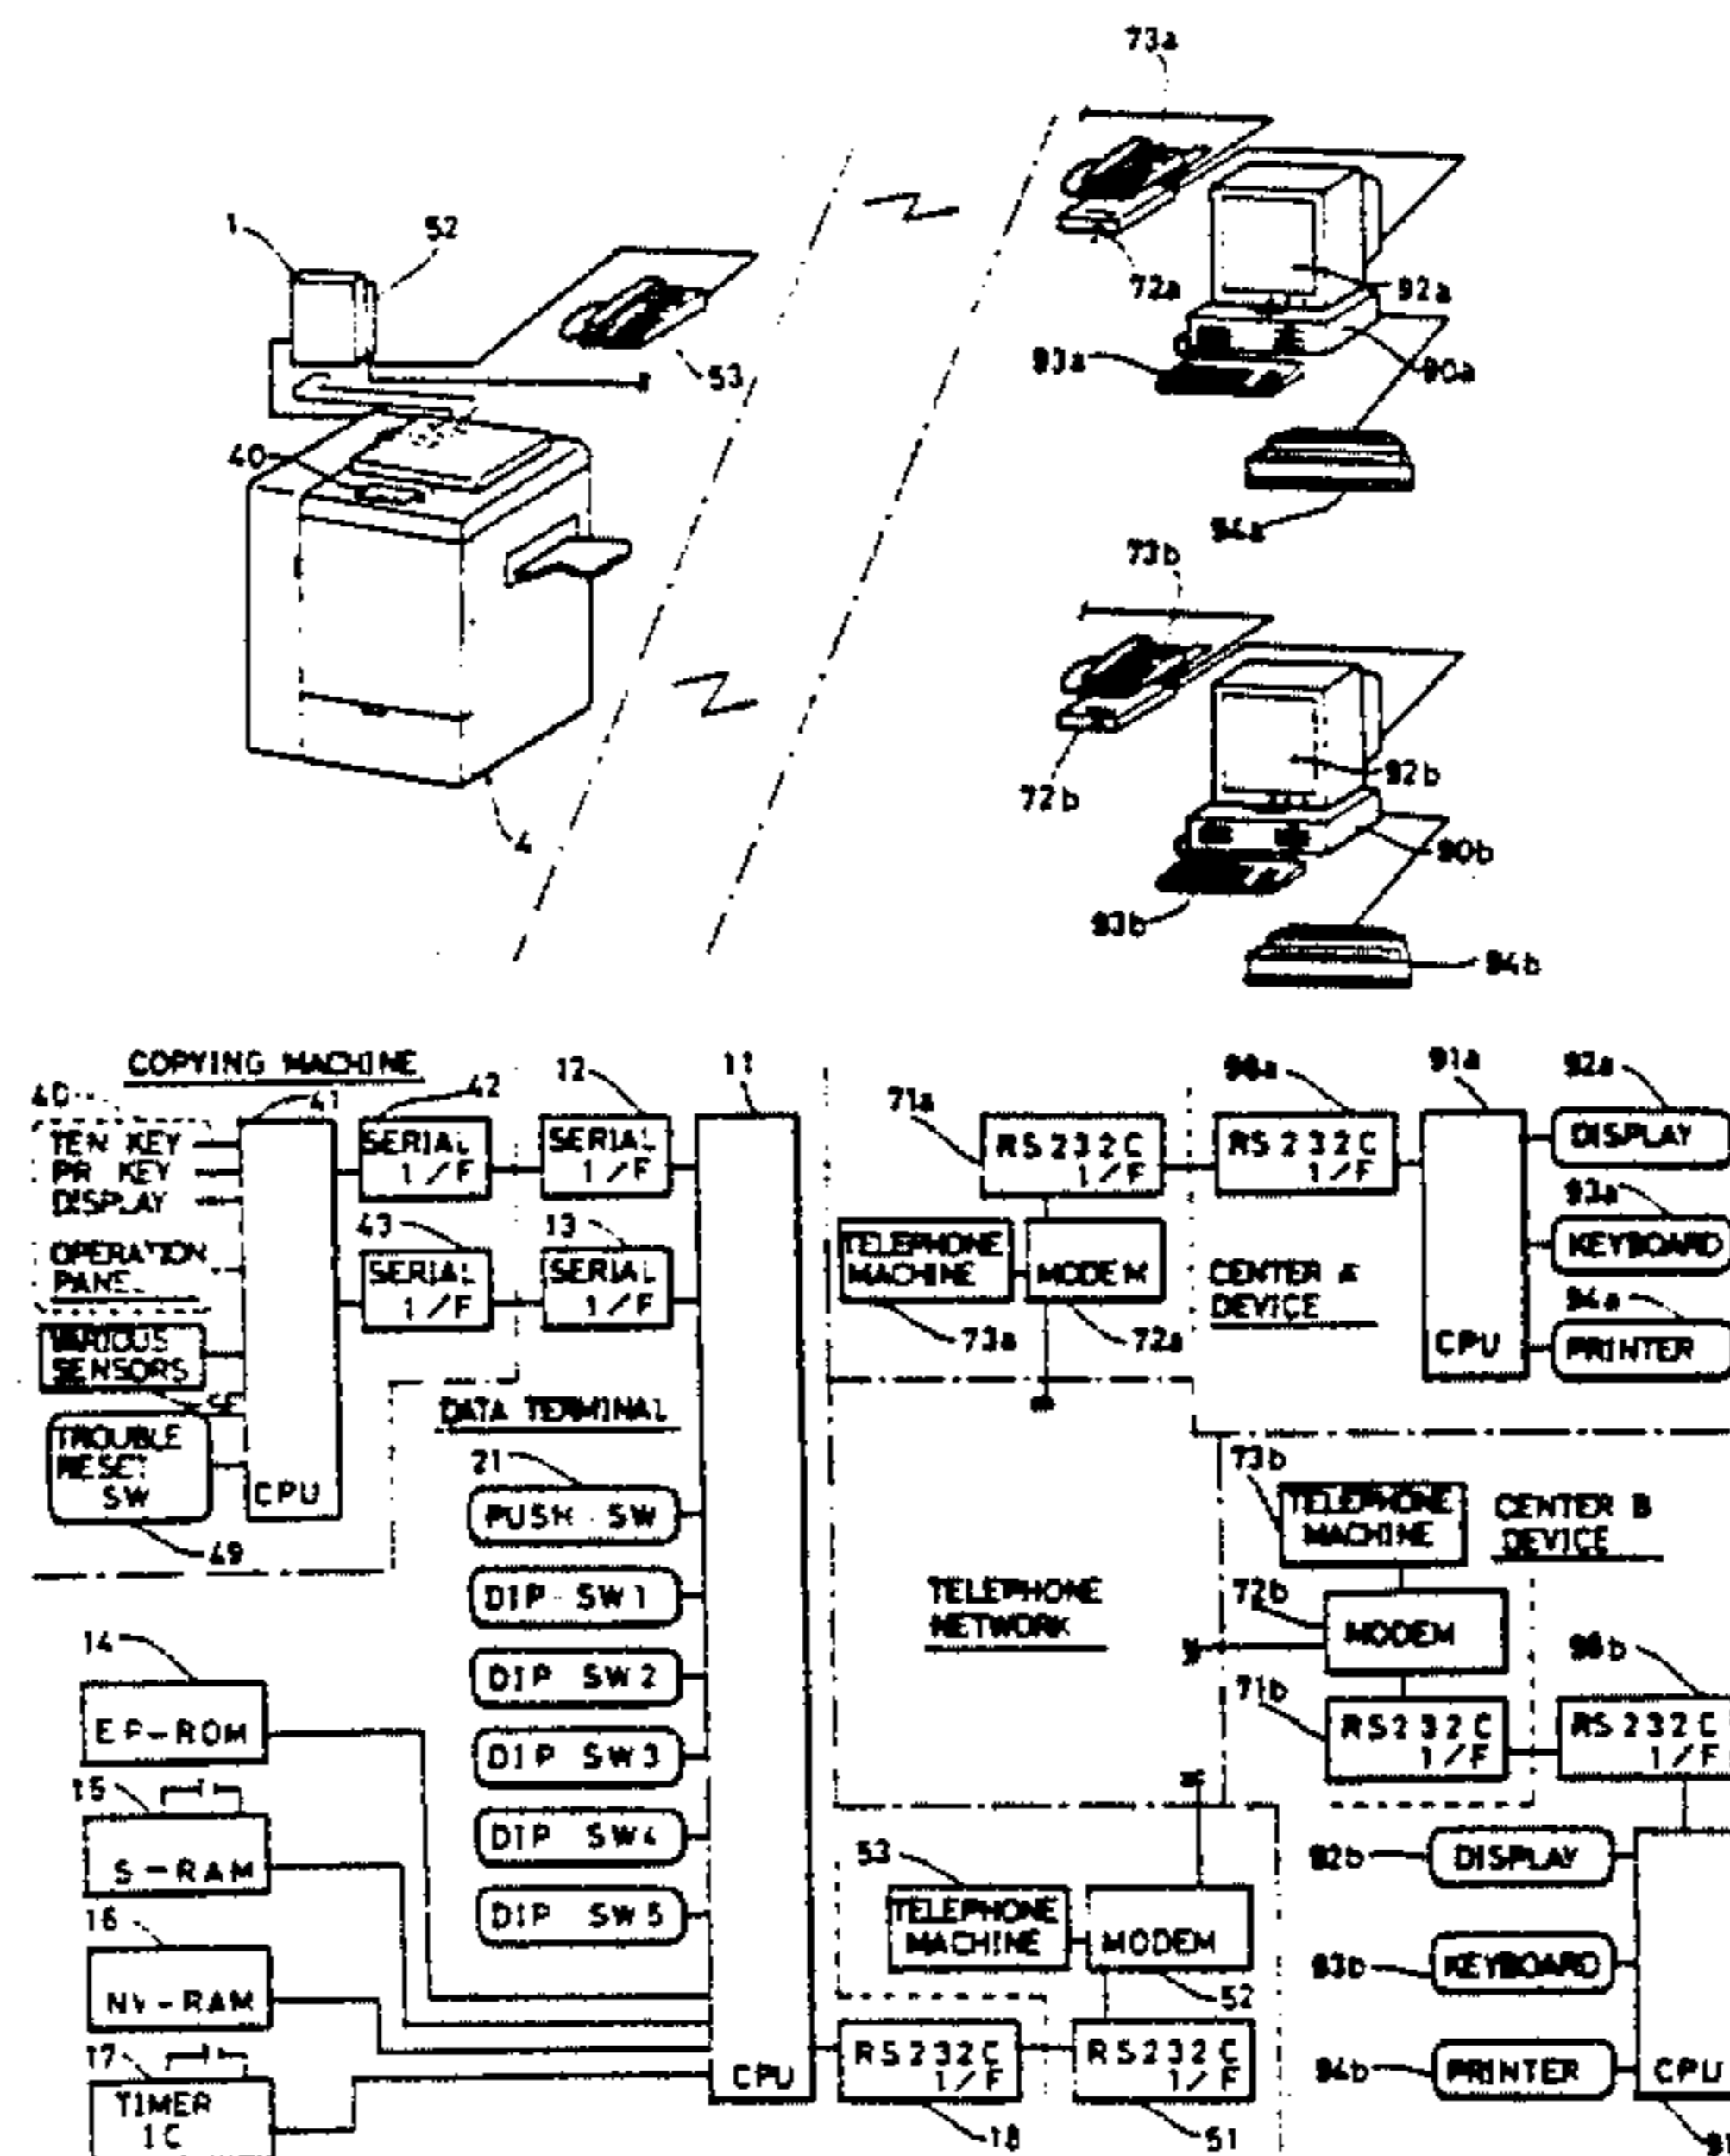 73a
1
52
72a
92a
53
93a
90a
40
94a
73b
72b
92b
4
90b
93b
94b
COPYING MACHINE
40
41
42
12
11
71a
98a
91a
92a
TEN KEY
PR KEY
DISPLAY
SERIAL
I/F
SERIAL
I/F
RS232C
I/F
RS232C
I/F
DISPLAY
43
13
93a
OPERATION
SERIAL
I/F
SERIAL
I/F
TELEPHONE
MACHINE
MODEM
CENTER A
DEVICE
KEYBOARD
VARIOUS
SENSORS
SE
73a
72a
CPU
94a
PRINTER
DATA TERMINAL
TROUBLE
RESET
SW
CPU
49
21
PUSH SW
73b
TELEPHONE
MACHINE
CENTER B
DEVICE
DIP SW1
TELEPHONE
NETWORK
72b
MODEM
14
EP-ROM
DIP SW2
71b
98b
RS232C
I/F
RS232C
I/F
DIP SW3
15
S-RAM
DIP SW4
53
92b
DISPLAY
16
NV-RAM
DIP SW5
TELEPHONE
MACHINE
MODEM
52
93b
KEYBOARD
17
TIMER
IC
CPU
RS232C
I/F
RS232C
I/F
94b
PRINTER
CPU
18
51